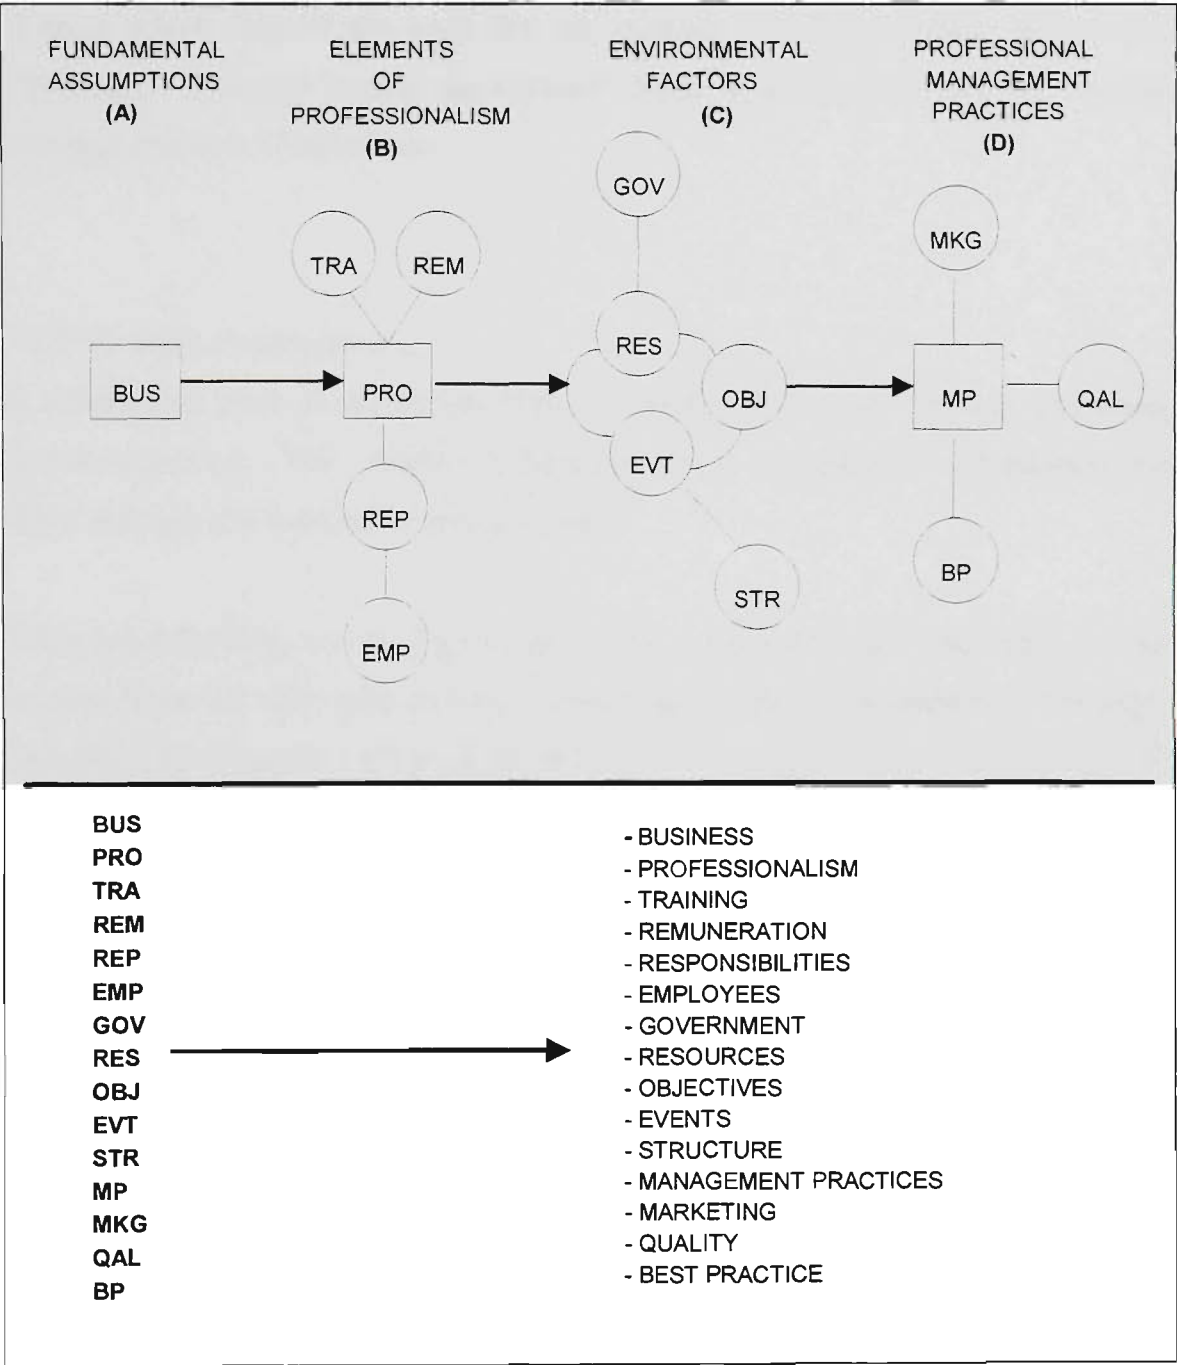 FUNDAMENTAL
ASSUMPTIONS
(A)
ELEMENTS
OF
PROFESSIONALISM
(B)
ENVIRONMENTAL
FACTORS
(C)
PROFESSIONAL
MANAGEMENT
PRACTICES
(D)
GOV
MKG
TRA
REM
RES
BUS
PRO
OBJ
MP
QAL
EVT
REP
BP
STR
EMP
BUS
PRO
TRA
REM
REP
EMP
GOV
RES
OBJ
EVT
STR
MP
MKG
QAL
BP
- BUSINESS
- PROFESSIONALISM
- TRAINING
- REMUNERATION
- RESPONSIBILITIES
- EMPLOYEES
- GOVERNMENT
- RESOURCES
- OBJECTIVES
- EVENTS
- STRUCTURE
- MANAGEMENT PRACTICES
- MARKETING
- QUALITY
- BEST PRACTICE